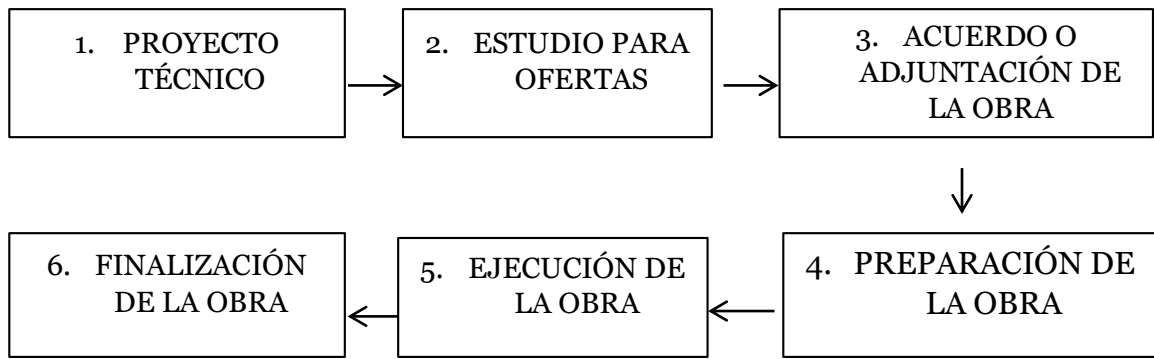 1. PROYECTO
TÉCNICO
2. ESTUDIO PARA
OFERTAS
3. ACUERDO O
ADJUNTACIÓN DE
LA OBRA
4. PREPARACIÓN DE
LA OBRA
5. EJECUCIÓN DE
LA OBRA
6. FINALIZACIÓN
DE LA OBRA